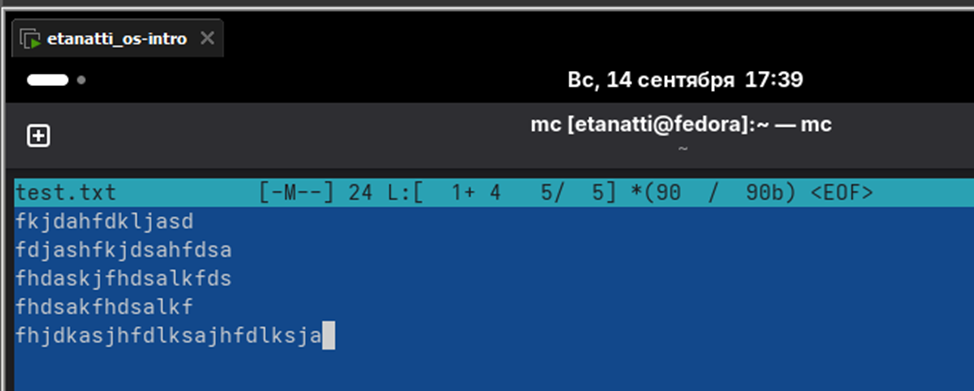 etanatti_os-intro
Вс, 14 сентября 17:39
mc [etanatti@fedora]:~ — mc
~
test.txt [-M--] 24 L:[ 1+ 4 5/ 5] *(90 / 90b) <EOF>
fkjdahfdkljasd
fdjashfkjdsahfdsa
fhdaskjfhdsalkfds
fhdsakfhdsalkf
fhjdkasjhfdlksajhfdlksja